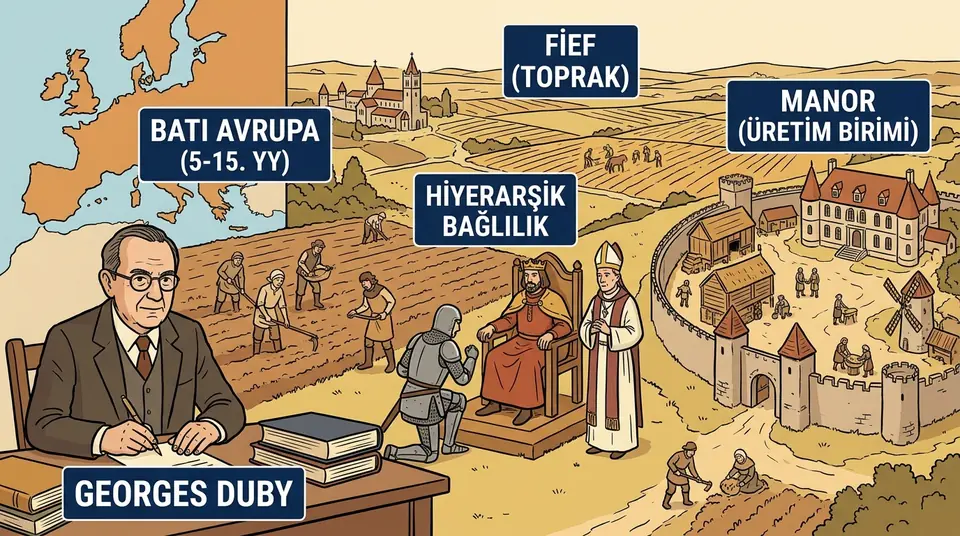 FİEF
(TOPRAK)
MANOR
(ÜRETİM BİRİMİ)
BATI AVRUPA
(5-15. YY)
HİYERARŞİK
BAĞLILIK
GEORGES DUBY